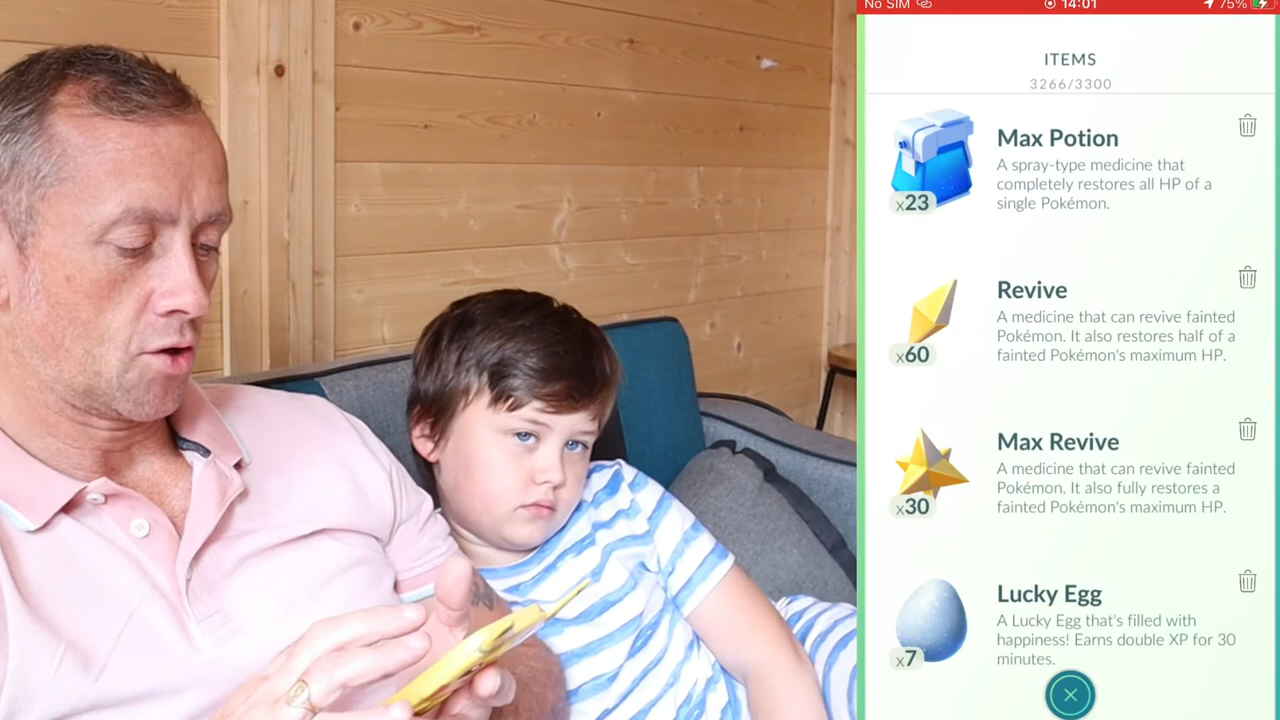 No SIM 14:01 75%
ITEMS
3266/3300
Max Potion
A spray-type medicine that
completely restores all HP of a
single Pokémon.
x23
Revive
A medicine that can revive fainted
Pokémon. It also restores half of a
fainted Pokémon's maximum HP.
x60
Max Revive
A medicine that can revive fainted
Pokémon. It also fully restores a
fainted Pokémon's maximum HP.
x30
Lucky Egg
A Lucky Egg that's filled with
happiness! Earns double XP for 30
minutes.
x7